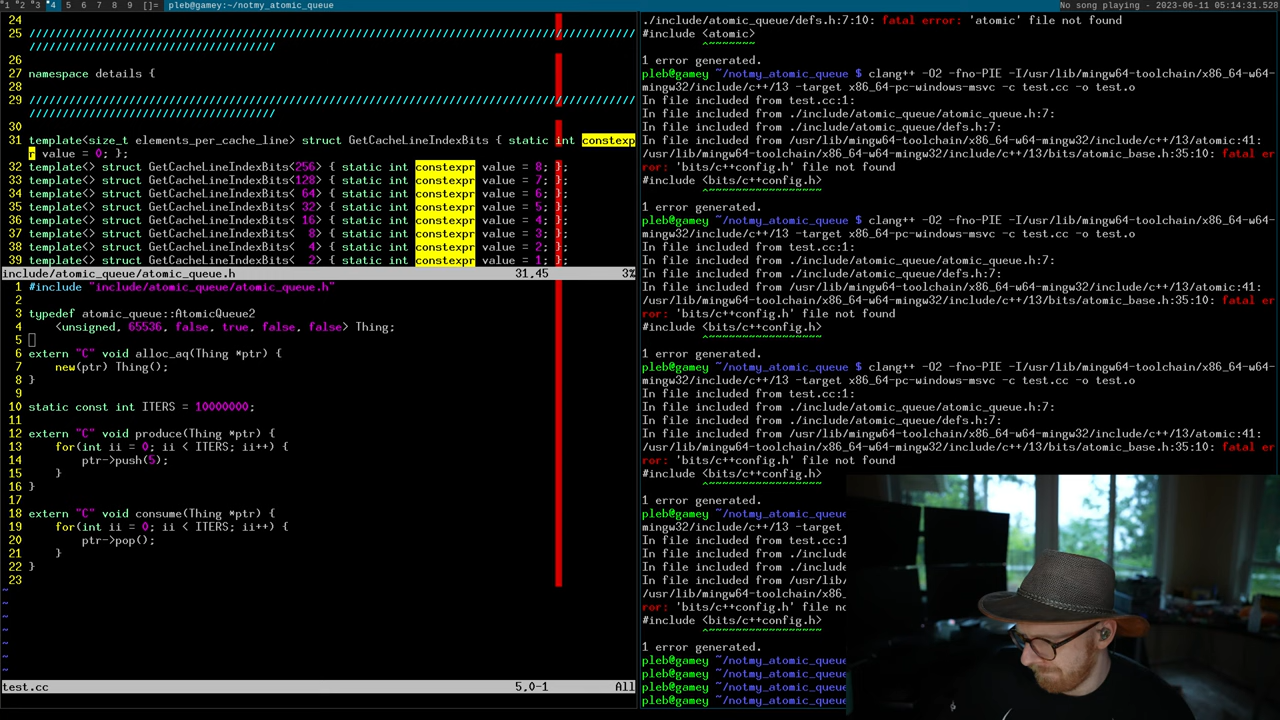 1 2 3 4 5 6 7 8 9 []= pleb@gamey:~/notmy_atomic_queue No song playing - 2023-06-11 05:14:31.528
24
25 ////////////////////////////////////////////////////////////////////////////////////////////
/////////////////////////////////////
26
27 namespace details {
28
29 ////////////////////////////////////////////////////////////////////////////////////////////
/////////////////////////////////////
30
31 template<size_t elements_per_cache_line> struct GetCacheLineIndexBits { static int constexp
r value = 0; };
32 template<> struct GetCacheLineIndexBits<256> { static int constexpr value = 8; };
33 template<> struct GetCacheLineIndexBits<128> { static int constexpr value = 7; };
34 template<> struct GetCacheLineIndexBits< 64> { static int constexpr value = 6; };
35 template<> struct GetCacheLineIndexBits< 32> { static int constexpr value = 5; };
36 template<> struct GetCacheLineIndexBits< 16> { static int constexpr value = 4; };
37 template<> struct GetCacheLineIndexBits<  8> { static int constexpr value = 3; };
38 template<> struct GetCacheLineIndexBits<  4> { static int constexpr value = 2; };
39 template<> struct GetCacheLineIndexBits<  2> { static int constexpr value = 1; };
include/atomic_queue/atomic_queue.h 31,45 3%
1 #include "include/atomic_queue/atomic_queue.h"
2
3 typedef atomic_queue::AtomicQueue2
4     <unsigned, 65536, false, true, false, false> Thing;
5
6 extern "C" void alloc_aq(Thing *ptr) {
7     new(ptr) Thing();
8 }
9
10 static const int ITERS = 10000000;
11
12 extern "C" void produce(Thing *ptr) {
13     for(int ii = 0; ii < ITERS; ii++) {
14         ptr->push(5);
15     }
16 }
17
18 extern "C" void consume(Thing *ptr) {
19     for(int ii = 0; ii < ITERS; ii++) {
20         ptr->pop();
21     }
22 }
23
~
~
~
~
~
~
~
test.cc 5,0-1 All
./include/atomic_queue/defs.h:7:10: fatal error: 'atomic' file not found
#include <atomic>
^~~~~~~~
1 error generated.
pleb@gamey ~/notmy_atomic_queue $ clang++ -O2 -fno-PIE -I/usr/lib/mingw64-toolchain/x86_64-w64-
mingw32/include/c++/13 -target x86_64-pc-windows-msvc -c test.cc -o test.o
In file included from test.cc:1:
In file included from ./include/atomic_queue/atomic_queue.h:7:
In file included from ./include/atomic_queue/defs.h:7:
In file included from /usr/lib/mingw64-toolchain/x86_64-w64-mingw32/include/c++/13/atomic:41:
/usr/lib/mingw64-toolchain/x86_64-w64-mingw32/include/c++/13/bits/atomic_base.h:35:10: fatal er
ror: 'bits/c++config.h' file not found
#include <bits/c++config.h>
^~~~~~~~~~~~~~~~~~
1 error generated.
pleb@gamey ~/notmy_atomic_queue $ clang++ -O2 -fno-PIE -I/usr/lib/mingw64-toolchain/x86_64-w64-
mingw32/include/c++/13 -target x86_64-pc-windows-msvc -c test.cc -o test.o
In file included from test.cc:1:
In file included from ./include/atomic_queue/atomic_queue.h:7:
In file included from ./include/atomic_queue/defs.h:7:
In file included from /usr/lib/mingw64-toolchain/x86_64-w64-mingw32/include/c++/13/atomic:41:
/usr/lib/mingw64-toolchain/x86_64-w64-mingw32/include/c++/13/bits/atomic_base.h:35:10: fatal er
ror: 'bits/c++config.h' file not found
#include <bits/c++config.h>
^~~~~~~~~~~~~~~~~~
1 error generated.
pleb@gamey ~/notmy_atomic_queue $ clang++ -O2 -fno-PIE -I/usr/lib/mingw64-toolchain/x86_64-w64-
mingw32/include/c++/13 -target x86_64-pc-windows-msvc -c test.cc -o test.o
In file included from test.cc:1:
In file included from ./include/atomic_queue/atomic_queue.h:7:
In file included from ./include/atomic_queue/defs.h:7:
In file included from /usr/lib/mingw64-toolchain/x86_64-w64-mingw32/include/c++/13/atomic:41:
/usr/lib/mingw64-toolchain/x86_64-w64-mingw32/include/c++/13/bits/atomic_base.h:35:10: fatal er
ror: 'bits/c++config.h' file not found
#include <bits/c++config.h>
^~~~~~~~~~~~~~~~~~
1 error generated.
pleb@gamey ~/notmy_atomic_queue
mingw32/include/c++/13 -target
In file included from test.cc:1
In file included from ./include
In file included from ./include
In file included from /usr/lib/
/usr/lib/mingw64-toolchain/x86_
ror: 'bits/c++config.h' file no
#include <bits/c++config.h>
^~~~~~~~~~~~~~~~~~
1 error generated.
pleb@gamey ~/notmy_atomic_queue
pleb@gamey ~/notmy_atomic_queue
pleb@gamey ~/notmy_atomic_queue
pleb@gamey ~/notmy_atomic_queue